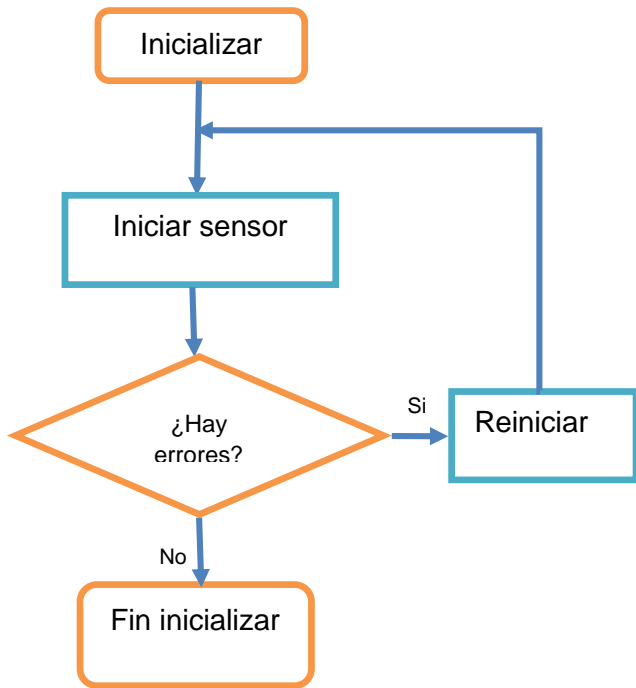 Inicializar
Iniciar sensor
¿Hay
errores?
Si
Reiniciar
No
Fin inicializar